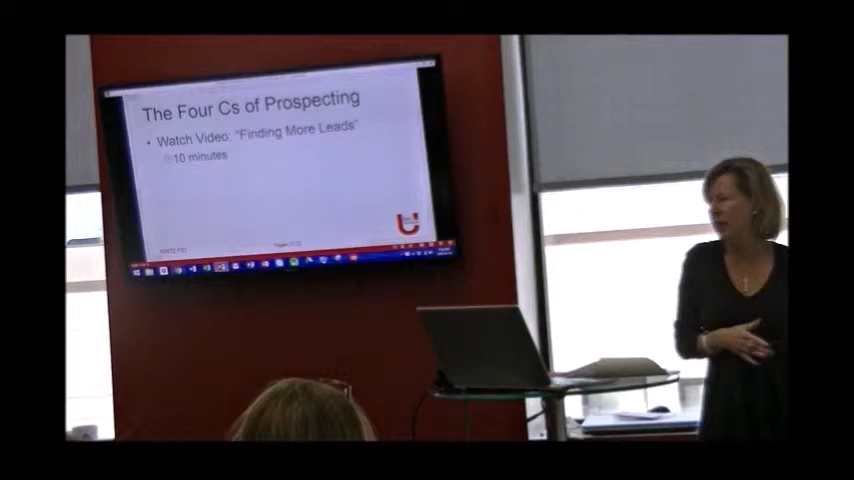 The Four Cs of Prospecting
• Watch Video: "Finding More Leads"
10 minutes